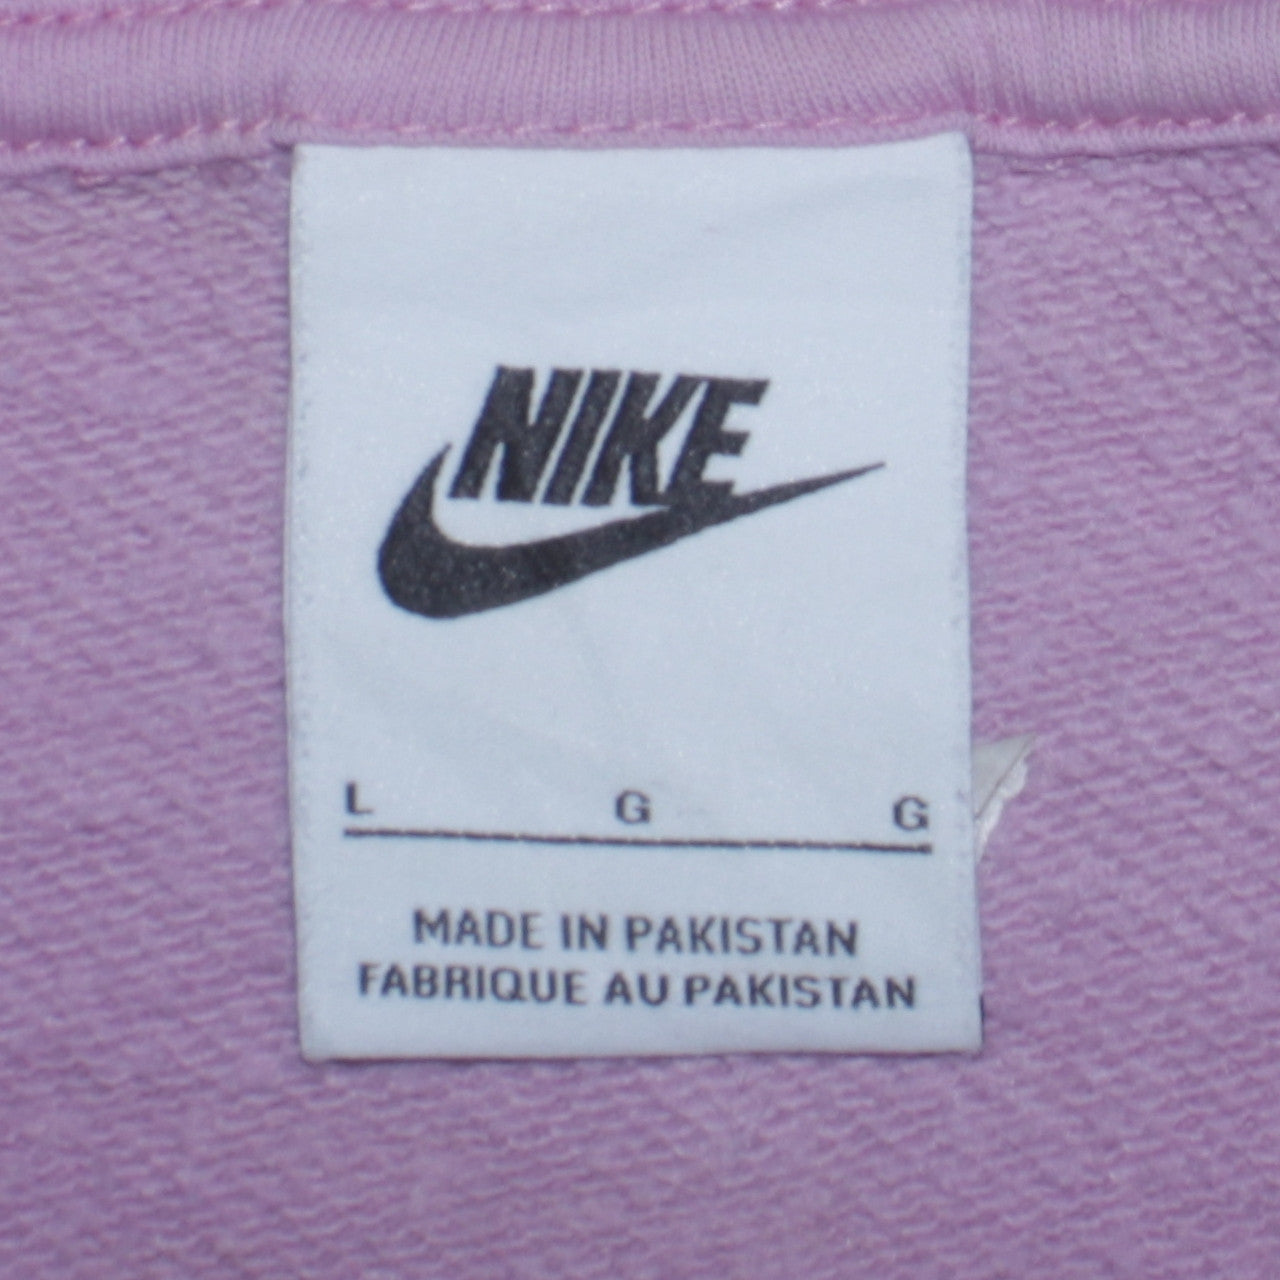 NIKE
L G G
MADE IN PAKISTAN
FABRIQUE AU PAKISTAN